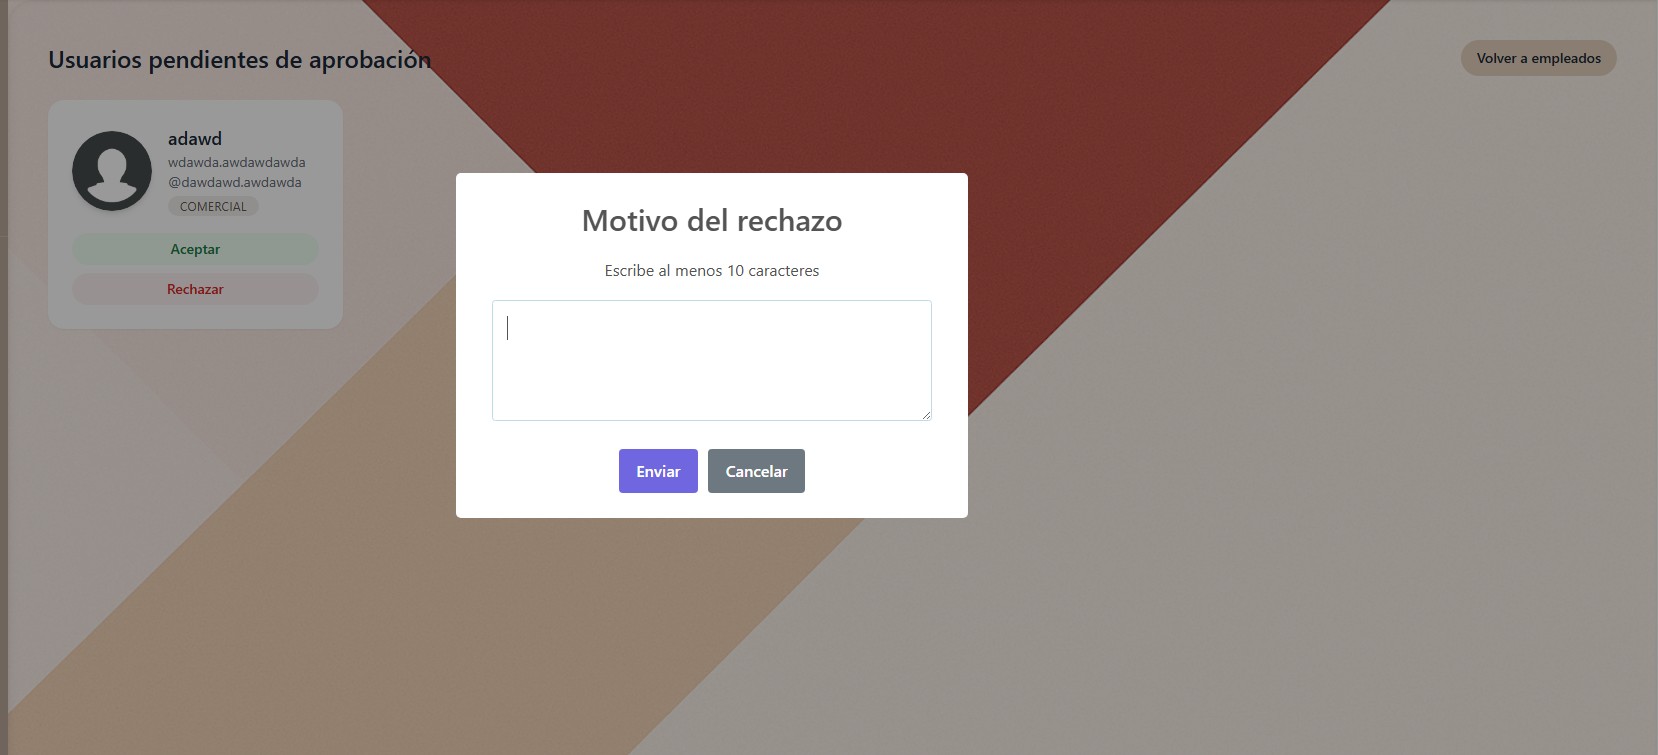 Usuarios pendientes de aprobación
Volver a empleados
adawd
wdawda.awdawdawda
@dawdawd.awdawda
COMERCIAL
Aceptar
Rechazar
Motivo del rechazo
Escribe al menos 10 caracteres
Enviar
Cancelar